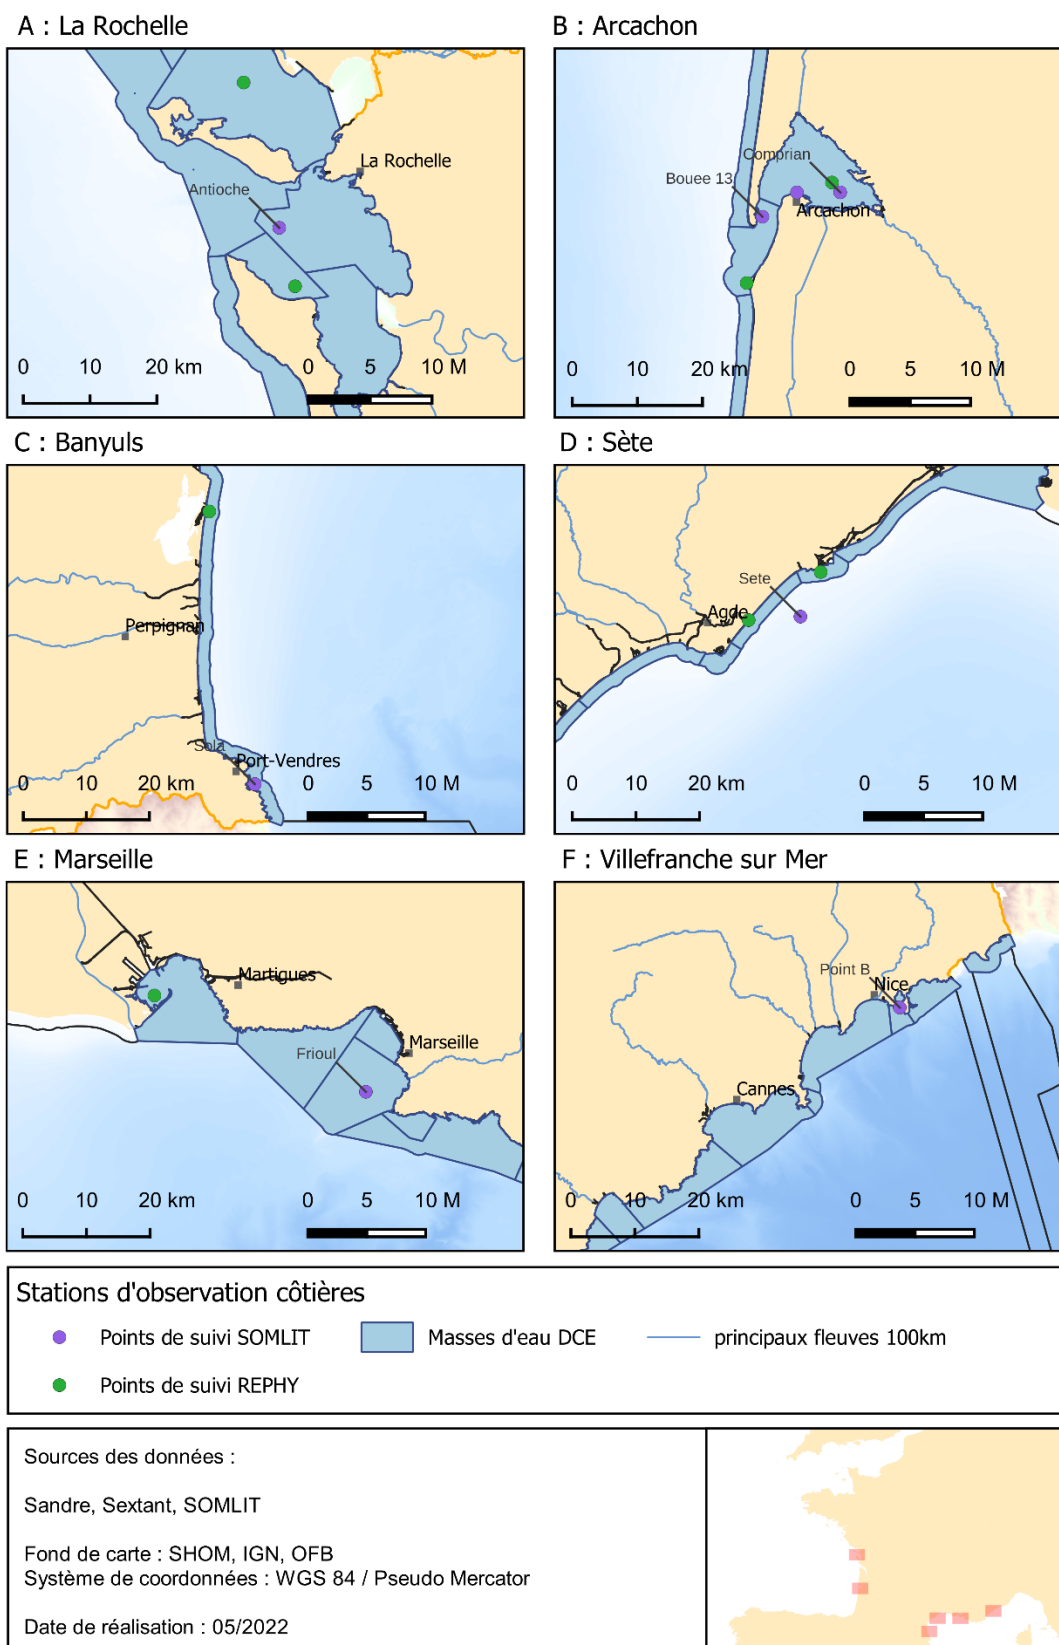 A : La Rochelle
B : Arcachon
La Rochelle
Antioche
0 10 20 km 0 5 10 M
Comprian
Bouee 13
Arcachon
0 10 20 km 0 5 10 M
C : Banyuls
D : Sète
Perpignan
Sola
Port-Vendres
0 10 20 km 0 5 10 M
Sete
Agde
0 10 20 km 0 5 10 M
E : Marseille
F : Villefranche sur Mer
Martigues
Marseille
Frioul
0 10 20 km 0 5 10 M
Point B
Nice
Cannes
0 10 20 km 0 5 10 M
Stations d'observation côtières
Points de suivi SOMLIT Masses d'eau DCE principaux fleuves 100km
Points de suivi REPHY
Sources des données :
Sandre, Sextant, SOMLIT
Fond de carte : SHOM, IGN, OFB
Système de coordonnées : WGS 84 / Pseudo Mercator
Date de réalisation : 05/2022